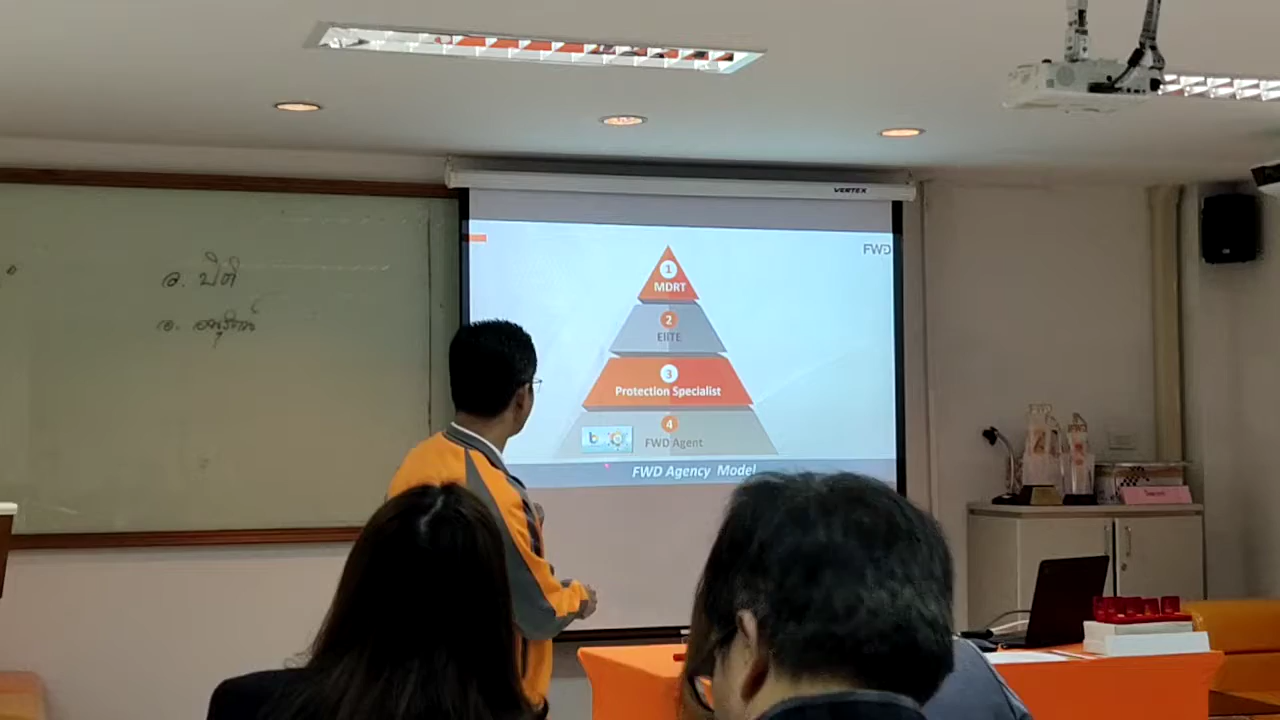 อ. ปิติ
VERTEX
FWD
1
MDRT
2
ElITE
3
Protection Specialist
4
FWD Agent
FWD Agency Model